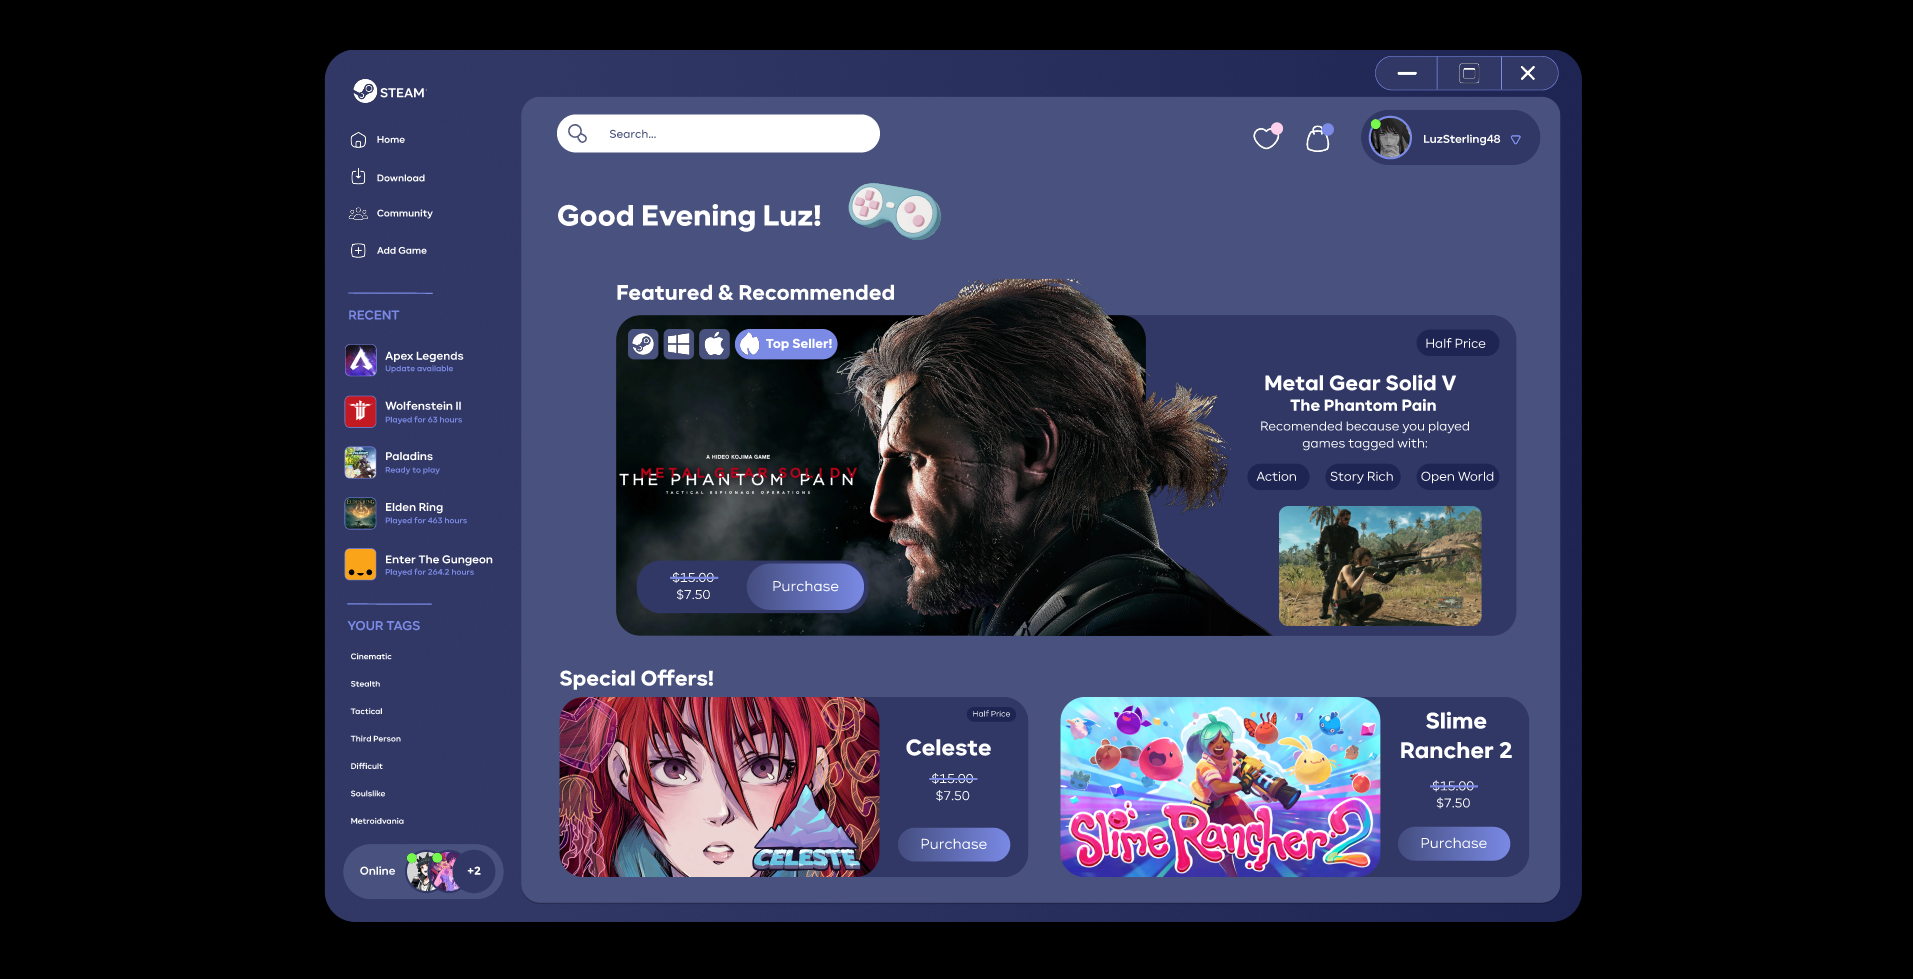 STEAM
Home
Download
Community
Add Game
RECENT
Apex Legends
Update available
Wolfenstein II
Played for 63 hours
Paladins
Ready to play
Elden Ring
Played for 463 hours
Enter The Gungeon
Played for 264.2 hours
YOUR TAGS
Cinematic
Stealth
Tactical
Third Person
Difficult
Soulslike
Metroidvania
Online
+2
Search...
LuzSterling48
Good Evening Luz!
Featured & Recommended
Top Seller!
A HIDEO KOJIMA GAME
METAL GEAR SOLID V
THE PHANTOM PAIN
TACTICAL ESPIONAGE OPERATIONS
$15.00
$7.50
Purchase
Half Price
Metal Gear Solid V
The Phantom Pain
Recomended because you played
games tagged with:
Action
Story Rich
Open World
Special Offers!
CELESTE
Half Price
Celeste
$15.00
$7.50
Purchase
Slime Rancher 2
Slime
Rancher 2
$15.00
$7.50
Purchase